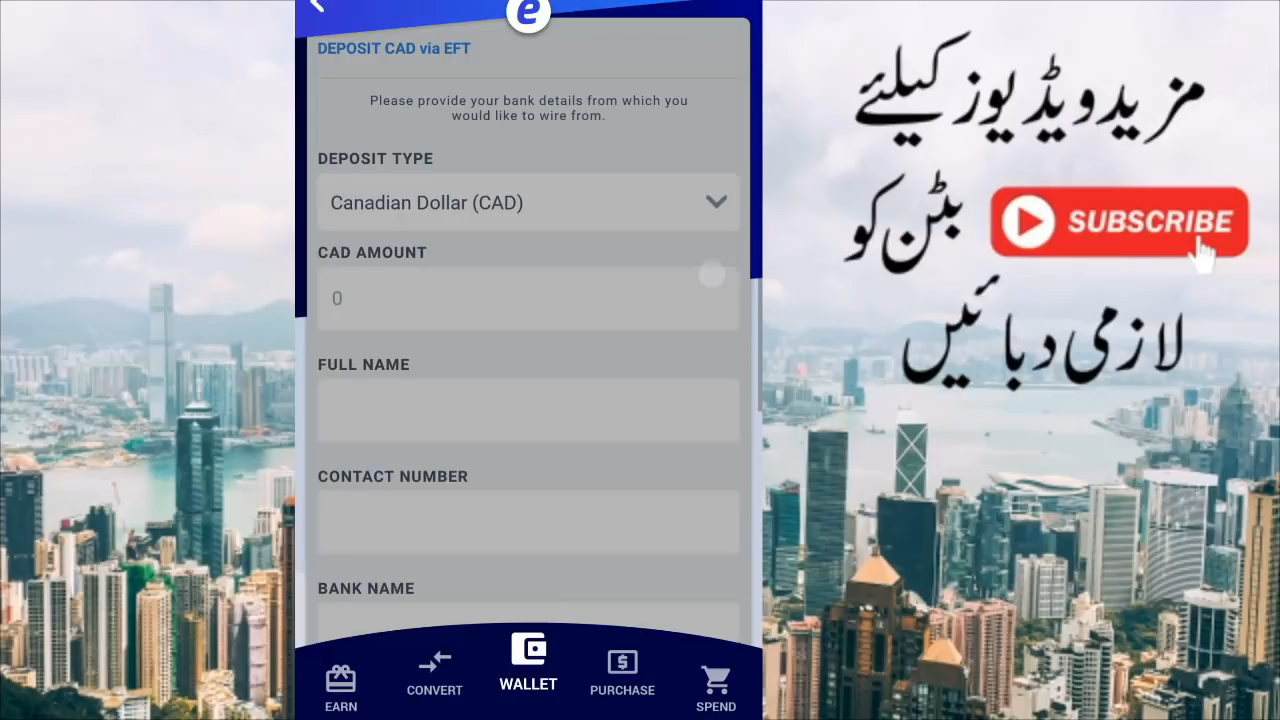 e
DEPOSIT CAD via EFT
Please provide your bank details from which you
would like to wire from.
DEPOSIT TYPE
Canadian Dollar (CAD)
CAD AMOUNT
0
FULL NAME
CONTACT NUMBER
BANK NAME
EARN
CONVERT
WALLET
PURCHASE
SPEND
مزید ویڈیوز کیلئے
SUBSCRIBE بٹن کو
لازمی دبائیں